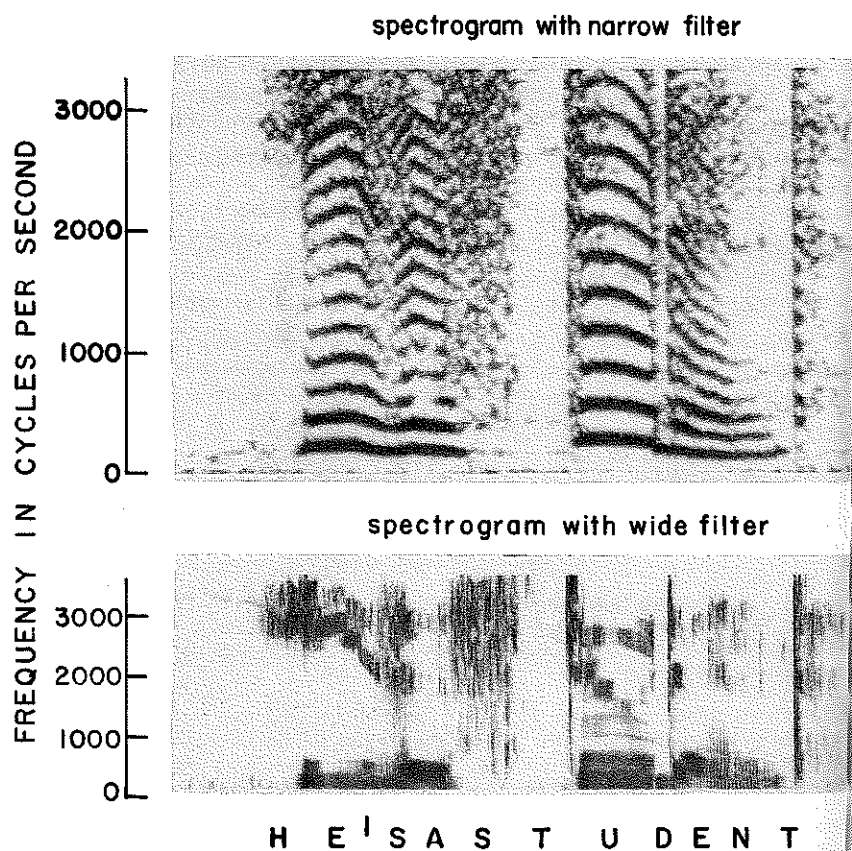 spectrogram with narrow filter
FREQUENCY IN CYCLES PER SECOND
3000
2000
1000
0
spectrogram with wide filter
3000
2000
1000
0
H E I S A S T U D E N T